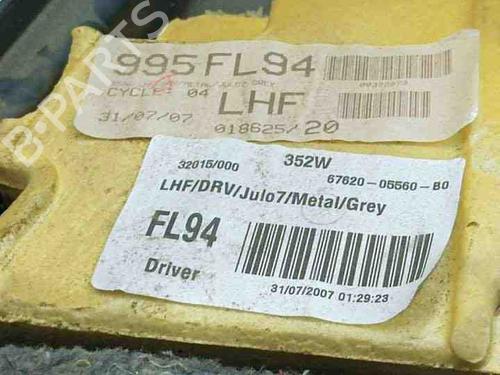 B-PARTS
995FL94
CYCLE: 04
LHF
31/07/07
018625/20
32015/000
352W
67620-05560-B0
LHF/DRV/Julo7/Metal/Grey
FL94
Driver
31/07/2007 01:29:23